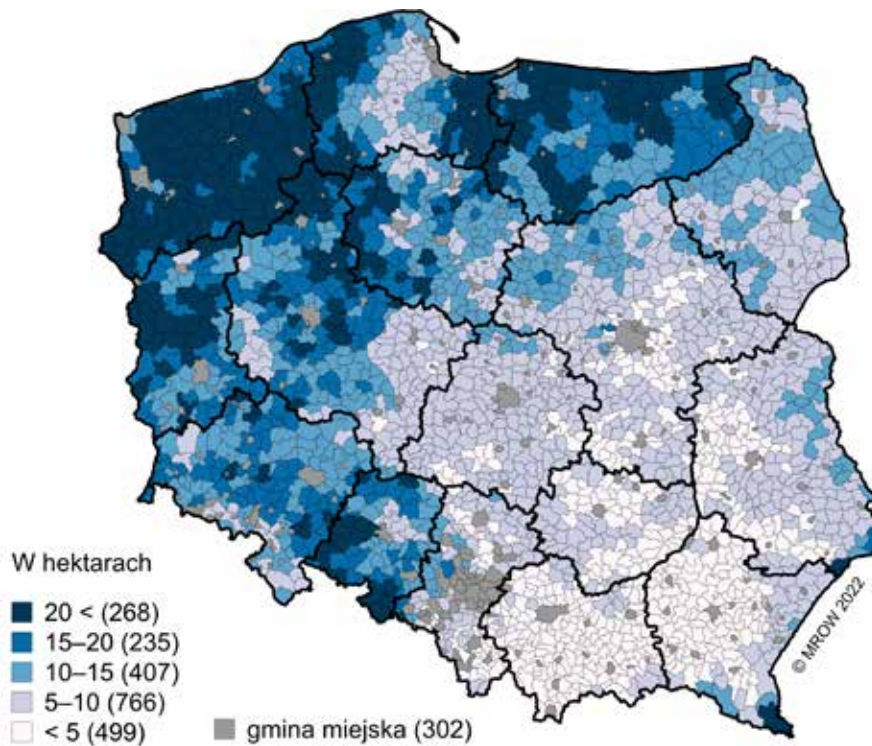 W hektarach
20 < (268)
15–20 (235)
10–15 (407)
5–10 (766)
< 5 (499)
gmina miejska (302)
© MROW 2022